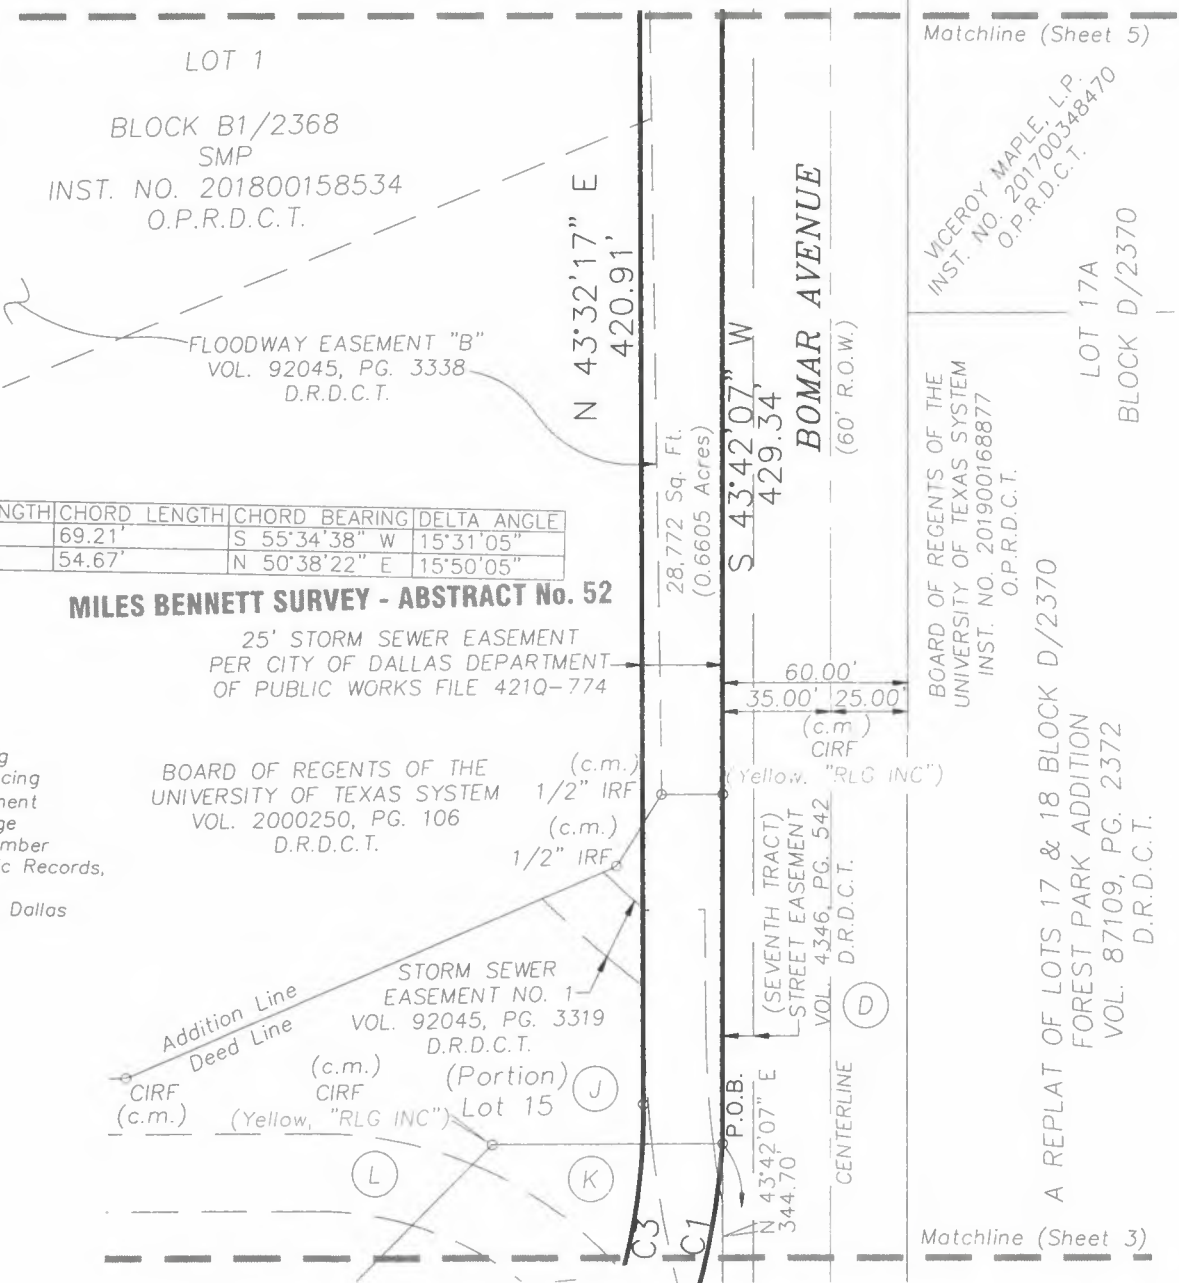 Matchline (Sheet 5)
LOT 1
BLOCK B1/2368
SMP
INST. NO. 201800158534
O.P.R.D.C.T.
N 43°32'17" E
420.91'
BOMAR AVENUE
(60' R.O.W.)
VICEROY MAPLE, L.P.
INST. NO. 201700348470
O.P.R.D.C.T.
LOT 17A
BLOCK D/2370
FLOODWAY EASEMENT "B"
VOL. 92045, PG. 3338
D.R.D.C.T.
28,772 Sq. Ft.
(0.6605 Acres)
S 43°42'07" W
429.34'
BOARD OF REGENTS OF THE
UNIVERSITY OF TEXAS SYSTEM
INST. NO. 201900168877
O.P.R.D.C.T.
NGTH CHORD LENGTH CHORD BEARING DELTA ANGLE
69.21' S 55°34'38" W 15°31'05"
54.67' N 50°38'22" E 15°50'05"
MILES BENNETT SURVEY - ABSTRACT No. 52
25' STORM SEWER EASEMENT
PER CITY OF DALLAS DEPARTMENT
OF PUBLIC WORKS FILE 421Q-774
60.00'
35.00' 25.00'
(c.m.)
CIRF
(Yellow, "RLG INC")
A REPLAT OF LOTS 17 & 18 BLOCK D/2370
FOREST PARK ADDITION
VOL. 87109, PG. 2372
D.R.D.C.T.
g
cing
ment
ge
mber
c Records,
Dallas
BOARD OF REGENTS OF THE
UNIVERSITY OF TEXAS SYSTEM
VOL. 2000250, PG. 106
D.R.D.C.T.
(c.m.)
1/2" IRF
(c.m.)
1/2" IRF
(SEVENTH TRACT)
STREET EASEMENT
VOL. 4346, PG. 542
D.R.D.C.T.
D
STORM SEWER
EASEMENT NO. 1
VOL. 92045, PG. 3319
D.R.D.C.T.
Addition Line
Deed Line
CIRF
(c.m.)
(c.m.)
CIRF
(Yellow, "RLG INC")
(Portion)
Lot 15
J
P.O.B.
N 43°42'07" E
344.70'
CENTERLINE
L
K
C3
C1
Matchline (Sheet 3)